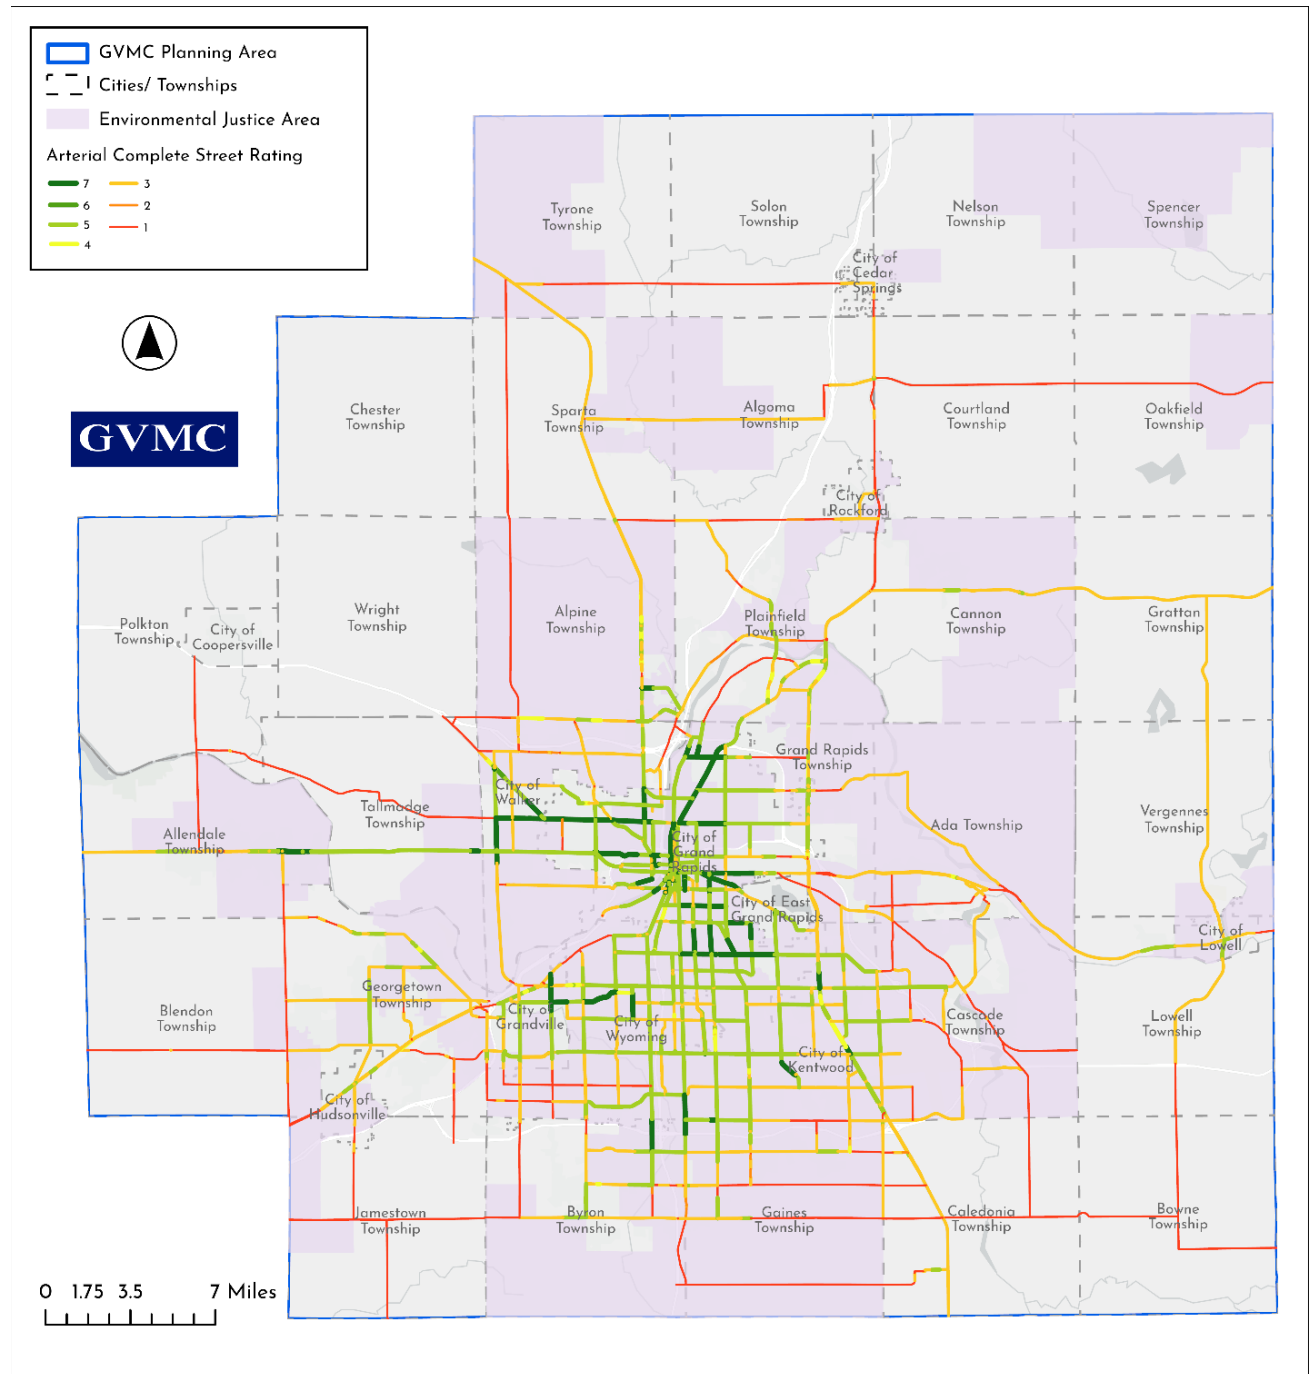 GVMC Planning Area
Cities/ Townships
Environmental Justice Area
Arterial Complete Street Rating
7
3
6
2
5
1
4
GVMC
Tyrone
Township
Solon
Township
Nelson
Township
Spencer
Township
City of
Cedar
Springs
Chester
Township
Sparta
Township
Algoma
Township
Courtland
Township
Oakfield
Township
City of
Rockford
Polkton
Township
City of
Coopersville
Wright
Township
Alpine
Township
Plainfield
Township
Cannon
Township
Grattan
Township
Grand Rapids
Township
City of
Walker
Tallmadge
Township
Allendale
Township
City of
Grand
Rapids
Ada Township
Vergennes
Township
City of East
Grand Rapids
City of
Lowell
Georgetown
Township
Blendon
Township
City of
Grandville
City of
Wyoming
Cascade
Township
Lowell
Township
City of
Kentwood
City of
Hudsonville
Jamestown
Township
Byron
Township
Gaines
Township
Caledonia
Township
Bowne
Township
0 1.75 3.5 7 Miles